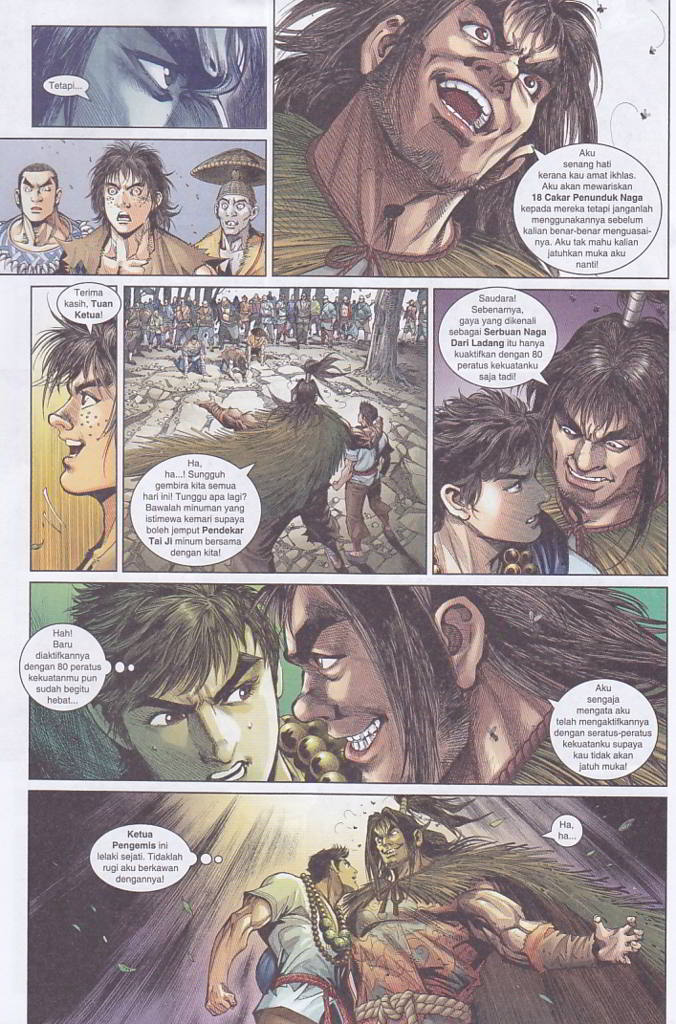 Tetapi...
Aku
senang hati
kerana kau amat ikhlas.
Aku akan mewariskan
18 Cakar Penunduk Naga
kepada mereka tetapi janganlah
menggunakannya sebelum
kalian benar-benar menguasai-
nya. Aku tak mahu kalian
jatuhkan muka aku
nanti!
Terima
kasih, Tuan
Ketua!
Ha,
ha...! Sungguh
gembira kita semua
hari ini! Tunggu apa lagi?
Bawalah minuman yang
istimewa kemari supaya
boleh jemput Pendekar
Tai Ji minum bersama
dengan kita!
Saudara!
Sebenarnya,
gaya yang dikenali
sebagai Serbuan Naga
Dari Ladang itu hanya
kuaktifkan dengan 80
peratus kekuatanku
saja tadi!
Hah!
Baru
diaktifkannya
dengan 80 peratus
kekuatanmu pun
sudah begitu
hebat...
Aku
sengaja
mengata aku
telah mengaktifkannya
dengan seratus-peratus
kekuatanku supaya
kau tidak akan
jatuh muka!
Ketua
Pengemis ini
lelaki sejati. Tidaklah
rugi aku berkawan
dengannya!
Ha,
ha...